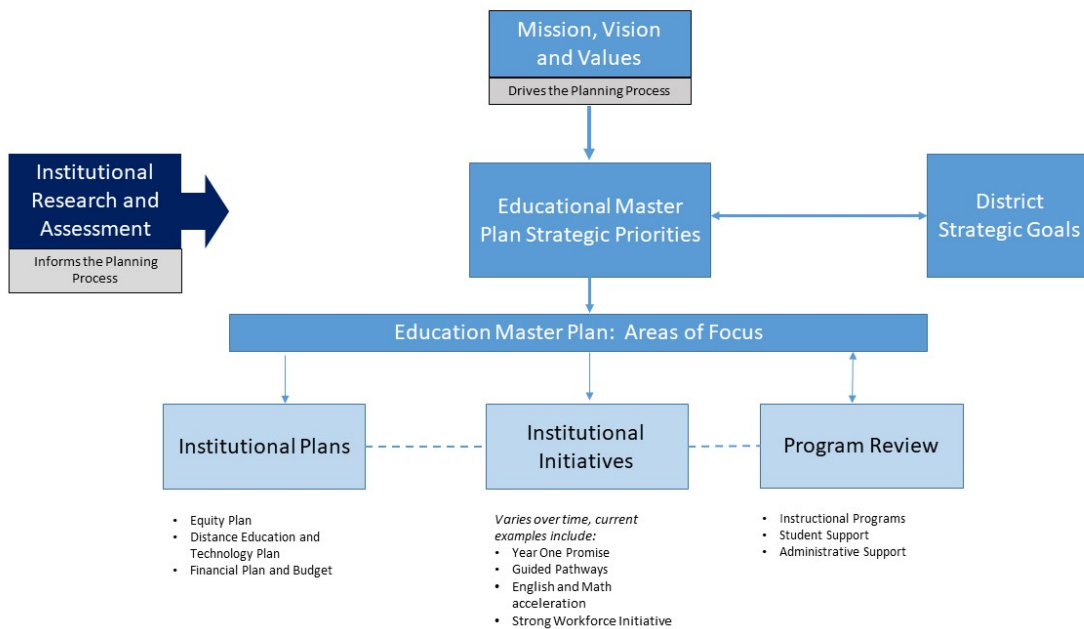 Mission, Vision
and Values
Drives the Planning Process
Institutional
Research and
Assessment
Informs the Planning
Process
Educational Master
Plan Strategic Priorities
District
Strategic Goals
Education Master Plan:  Areas of Focus
Institutional Plans
Institutional
Initiatives
Program Review
• Equity Plan
• Distance Education and
Technology Plan
• Financial Plan and Budget
Varies over time, current
examples include:
• Year One Promise
• Guided Pathways
• English and Math
acceleration
• Strong Workforce Initiative
• Instructional Programs
• Student Support
• Administrative Support